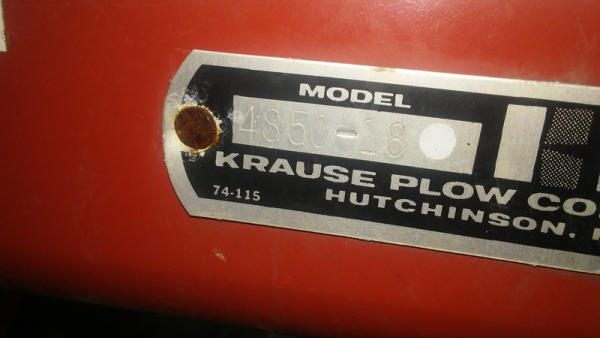 MODEL
4850-18
KRAUSE PLOW CO.
74-115
HUTCHINSON,